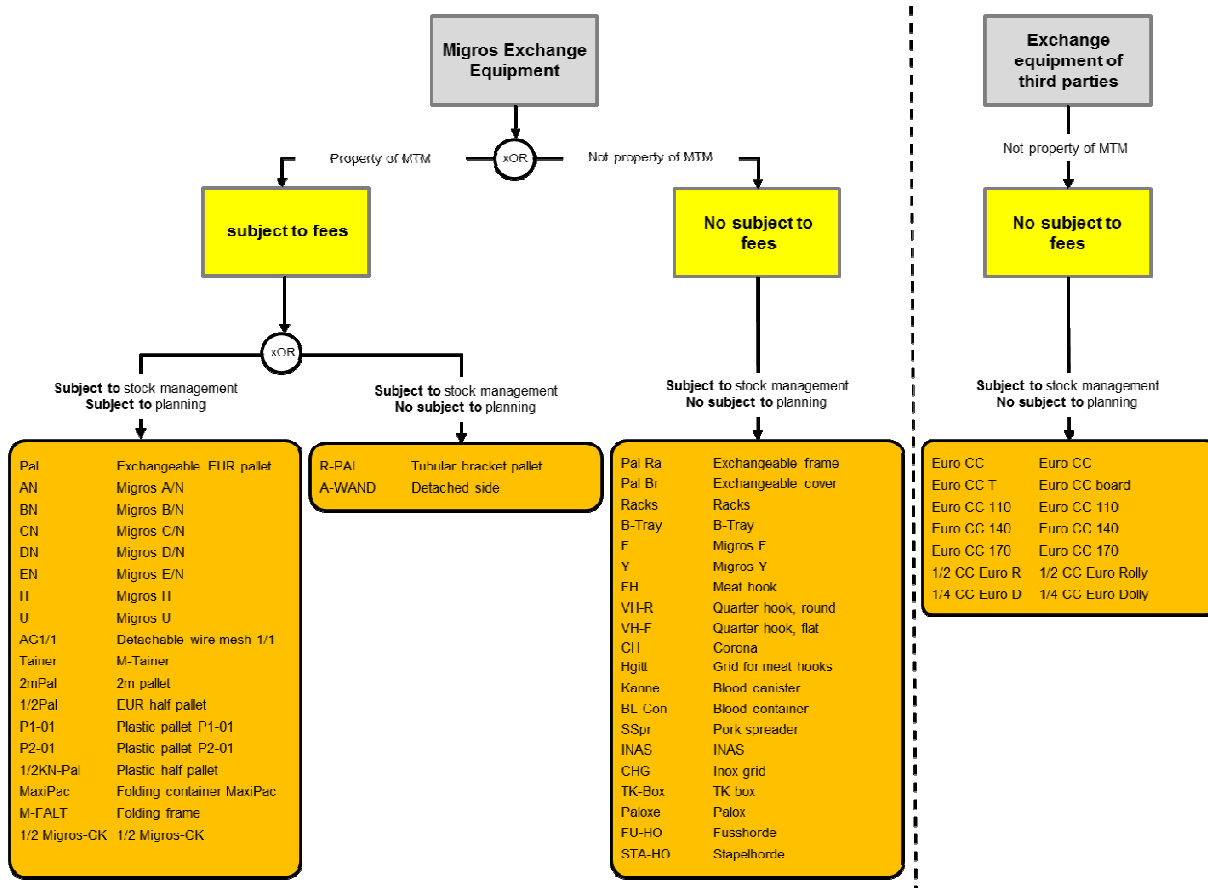 Migros Exchange
Equipment
Exchange
equipment of
third parties
Property of MTM
xOR
Not property of MTM
Not property of MTM
subject to fees
No subject to
fees
No subject to
fees
xOR
Subject to stock management
Subject to planning
Subject to stock management
No subject to planning
Subject to stock management
No subject to planning
Subject to stock management
No subject to planning
Pal Exchangeable EUR pallet
AN Migros A/N
BN Migros B/N
CN Migros C/N
DN Migros D/N
EN Migros E/N
H Migros H
U Migros U
AC1/1 Detachable wire mesh 1/1
Tainer M-Tainer
2mPal 2m pallet
1/2Pal EUR half pallet
P1-01 Plastic pallet P1-01
P2-01 Plastic pallet P2-01
1/2KN-Pal Plastic half pallet
MaxiPac Folding container MaxiPac
M-FALT Folding frame
1/2 Migros-CK 1/2 Migros-CK
R-PAL Tubular bracket pallet
A-WAND Detached side
Pal Ra Exchangeable frame
Pal Br Exchangeable cover
Racks Racks
B-Tray B-Tray
F Migros F
Y Migros Y
FH Meat hook
VH-R Quarter hook, round
VH-F Quarter hook, flat
CH Corona
Hgitt Grid for meat hooks
Kanne Blood canister
BL Con Blood container
SSpr Pork spreader
INAS INAS
CHG Inox grid
TK-Box TK box
Paloxe Palox
FU-HO Fusshorde
STA-HO Stapelhorde
Euro CC Euro CC
Euro CC T Euro CC board
Euro CC 110 Euro CC 110
Euro CC 140 Euro CC 140
Euro CC 170 Euro CC 170
1/2 CC Euro R 1/2 CC Euro Rolly
1/4 CC Euro D 1/4 CC Euro Dolly